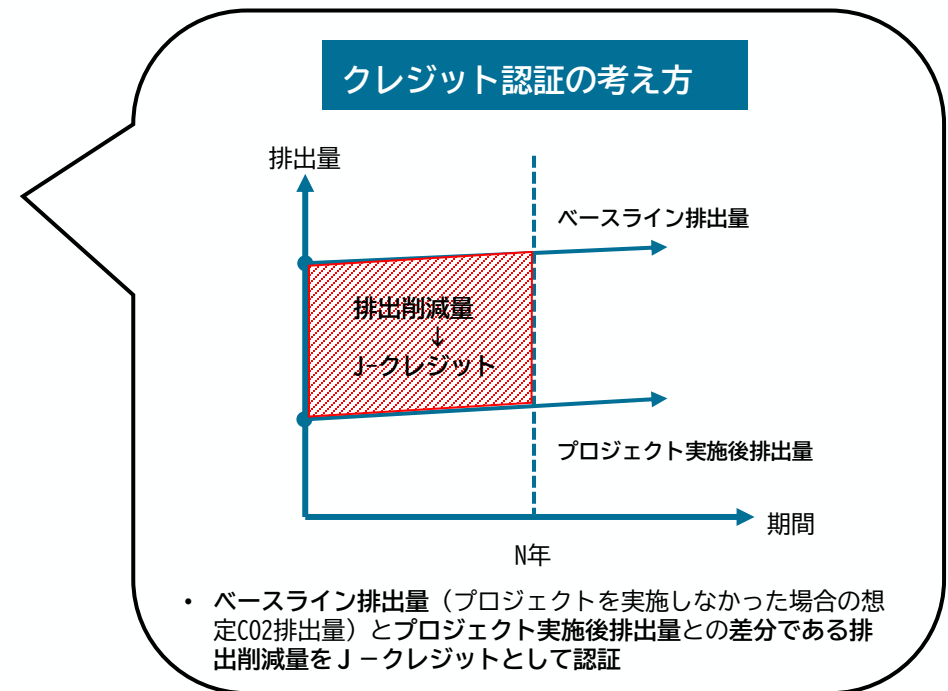 クレジット認証の考え方
排出量
ベースライン排出量
排出削減量
↓
J-クレジット
プロジェクト実施後排出量
期間
N年
・ ベースライン排出量（プロジェクトを実施しなかった場合の想
定CO2排出量）とプロジェクト実施後排出量との差分である排
出削減量をＪ－クレジットとして認証